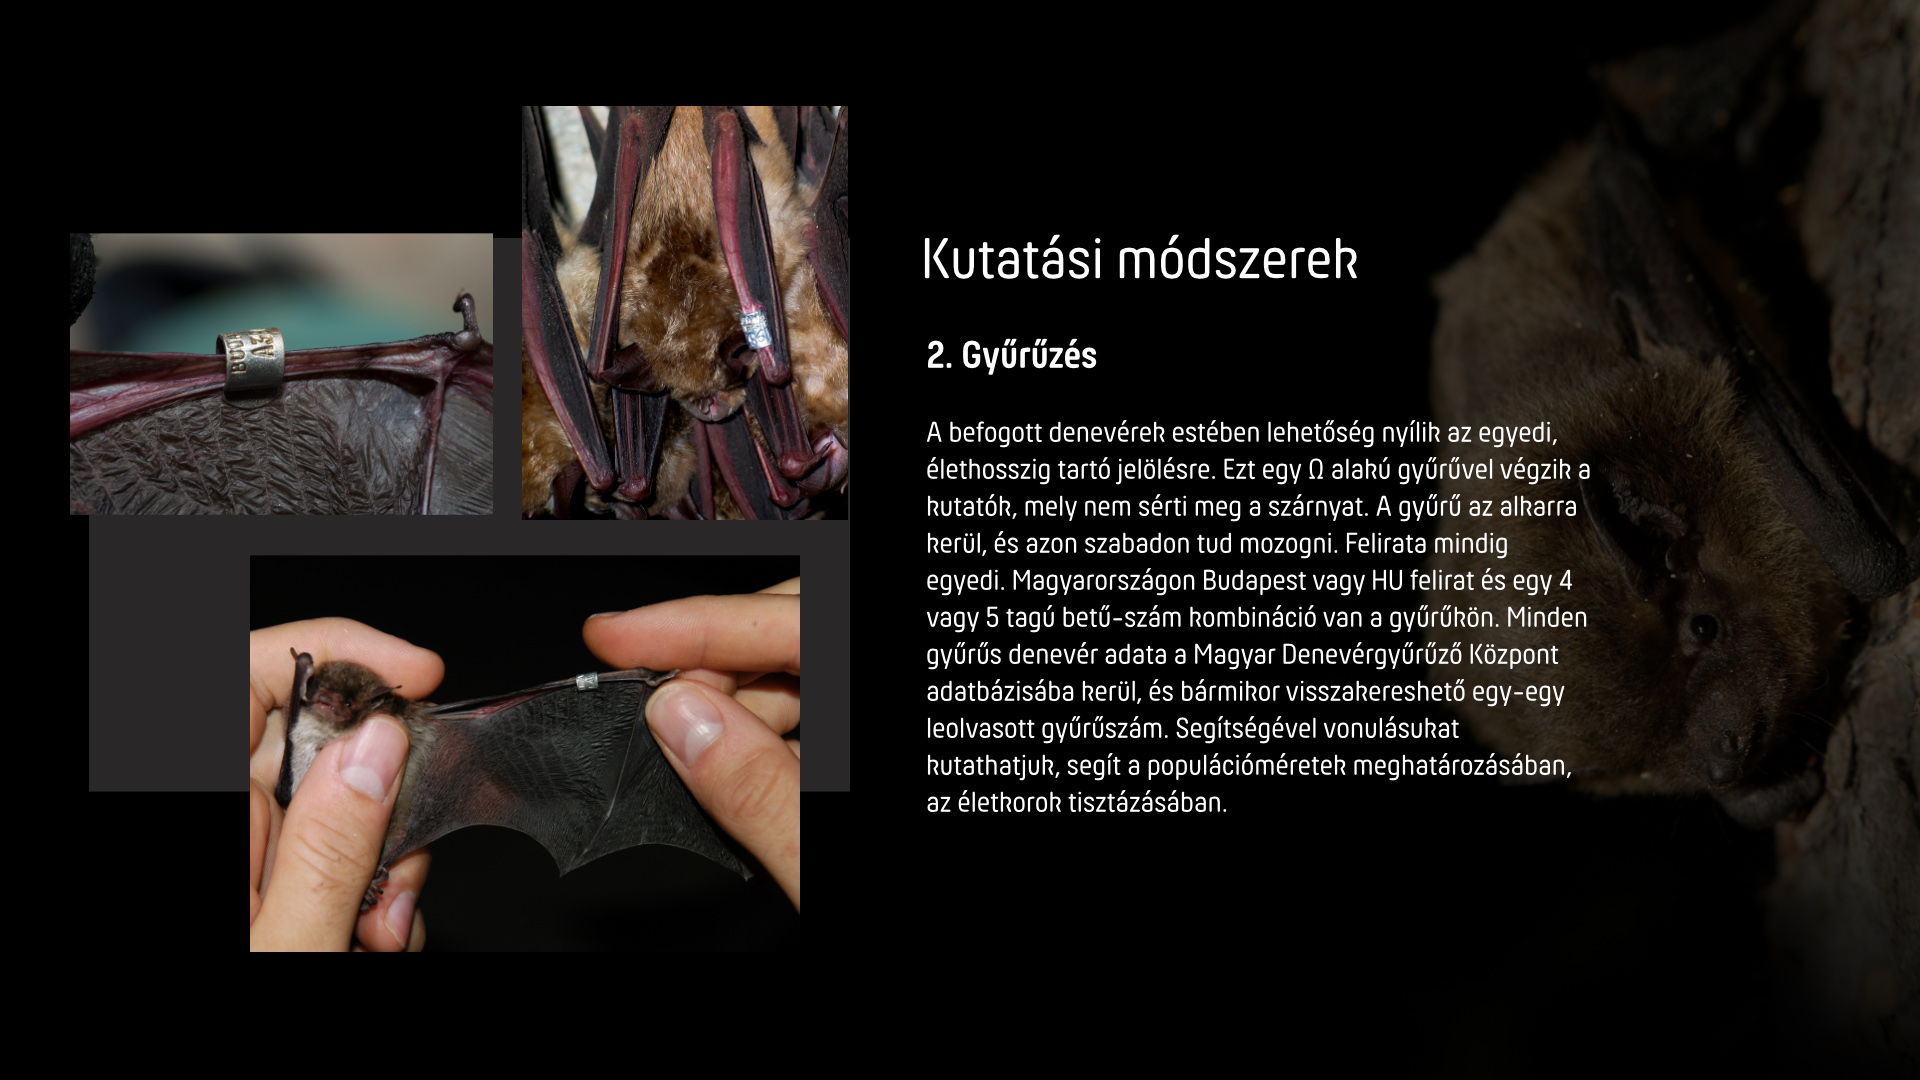 Kutatási módszerek
2. Gyűrűzés
A befogott denevérek estében lehetőség nyílik az egyedi,
élethosszig tartó jelölésre. Ezt egy Ω alakú gyűrűvel végzik a
kutatók, mely nem sérti meg a szárnyat. A gyűrű az alkarra
kerül, és azon szabadon tud mozogni. Felirata mindig
egyedi. Magyarországon Budapest vagy HU felirat és egy 4
vagy 5 tagú betű-szám kombináció van a gyűrűkön. Minden
gyűrűs denevér adata a Magyar Denevérgyűrűző Központ
adatbázisába kerül, és bármikor visszakereshető egy-egy
leolvasott gyűrűszám. Segítségével vonulásukat
kutathatjuk, segít a populációméretek meghatározásában,
az életkorok tisztázásában.